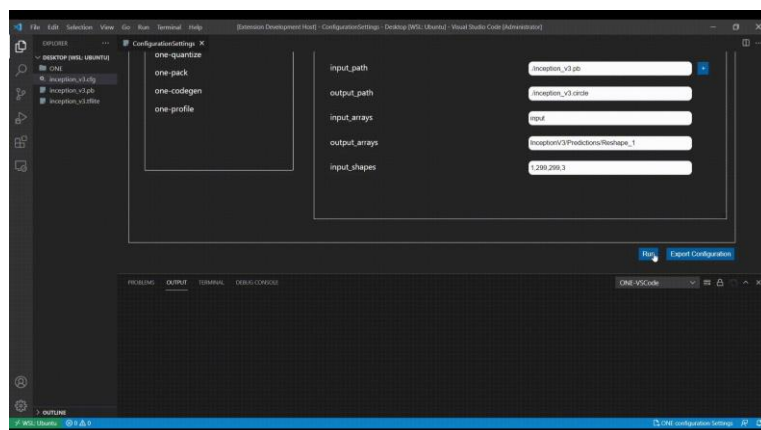 File Edit Selection View Go Run Terminal Help
[Extension Development Host] - ConfigurationSettings - Desktop [WSL: Ubuntu] - Visual Studio Code [Administrator]
EXPLORER
ConfigurationSettings
DESKTOP [WSL: UBUNTU]
ONE
inception_v3.cfg
inception_v3.pb
inception_v3.tflite
one-quantize
one-pack
one-codegen
one-profile
input_path
./inception_v3.pb
+
output_path
./inception_v3.circle
input_arrays
input
output_arrays
InceptionV3/Predictions/Reshape_1
input_shapes
1,299,299,3
Run
Export Configuration
PROBLEMS OUTPUT TERMINAL DEBUG CONSOLE
ONE-VSCode
OUTLINE
WSL: Ubuntu 0 0
ONE configuration Settings